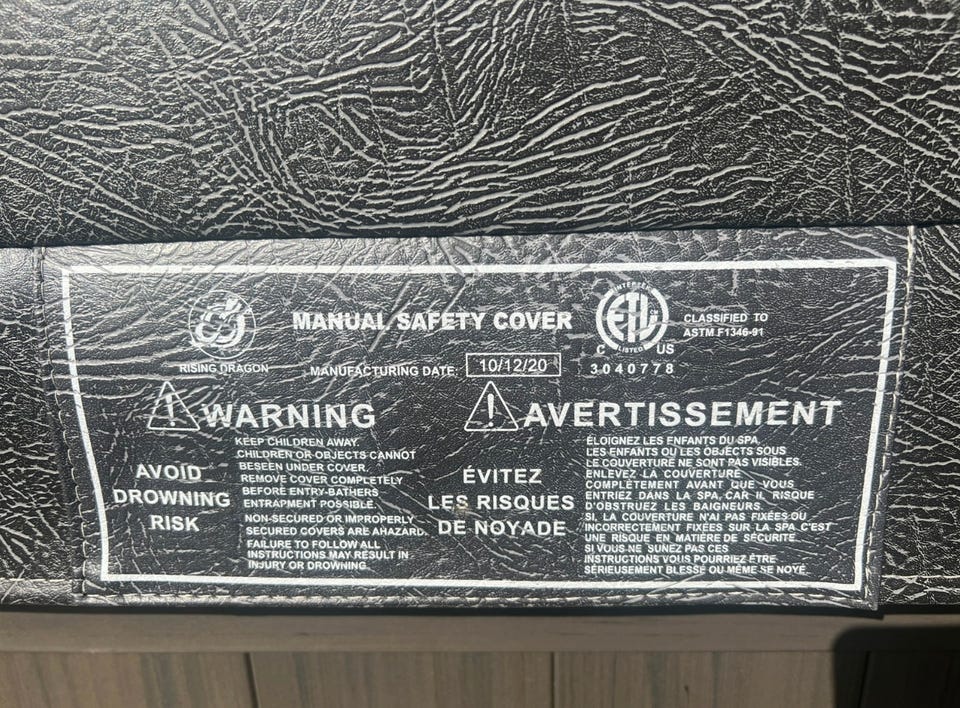 RISING DRAGON
MANUAL SAFETY COVER
MANUFACTURING DATE: 10/12/20
INTERTEK
ETL
C LISTED US
3040778
CLASSIFIED TO
ASTM F1346-91
WARNING
AVOID
DROWNING
RISK
KEEP CHILDREN AWAY.
CHILDREN OR OBJECTS CANNOT
BESEEN UNDER COVER.
REMOVE COVER COMPLETELY
BEFORE ENTRY-BATHERS
ENTRAPMENT POSSIBLE.
NON-SECURED OR IMPROPERLY
SECURED COVERS ARE AHAZARD.
FAILURE TO FOLLOW ALL
INSTRUCTIONS MAY RESULT IN
INJURY OR DROWNING.
AVERTISSEMENT
ÉVITEZ
LES RISQUES
DE NOYADE
ÉLOIGNEZ LES ENFANTS DU SPA.
LES ENFANTS OU LES OBJECTS SOUS
LE COUVERTURE NE SONT PAS VISIBLES.
ENLEVEZ LA COUVERTURE
COMPLÉTEMENT AVANT QUE VOUS
ENTRIEZ DANS LA SPA, CAR IL RISQUE
D'OBSTRUEZ LES BAIGNEURS.
SI, LA COUVERTURE N'AI PAS FIXÉES OU
INCORRECTEMENT FIXÉES SUR LA SPA C'EST
UNE RISQUE EN MATIÈRE DE SÉCURITE.
SI VOUS NE SUNEZ PAS CES
INSTRUCTIONS VOUS POURRIEZ ÊTRE
SÉRIEUSEMENT BLESSÉ OU MÊME SE NOYÉ.